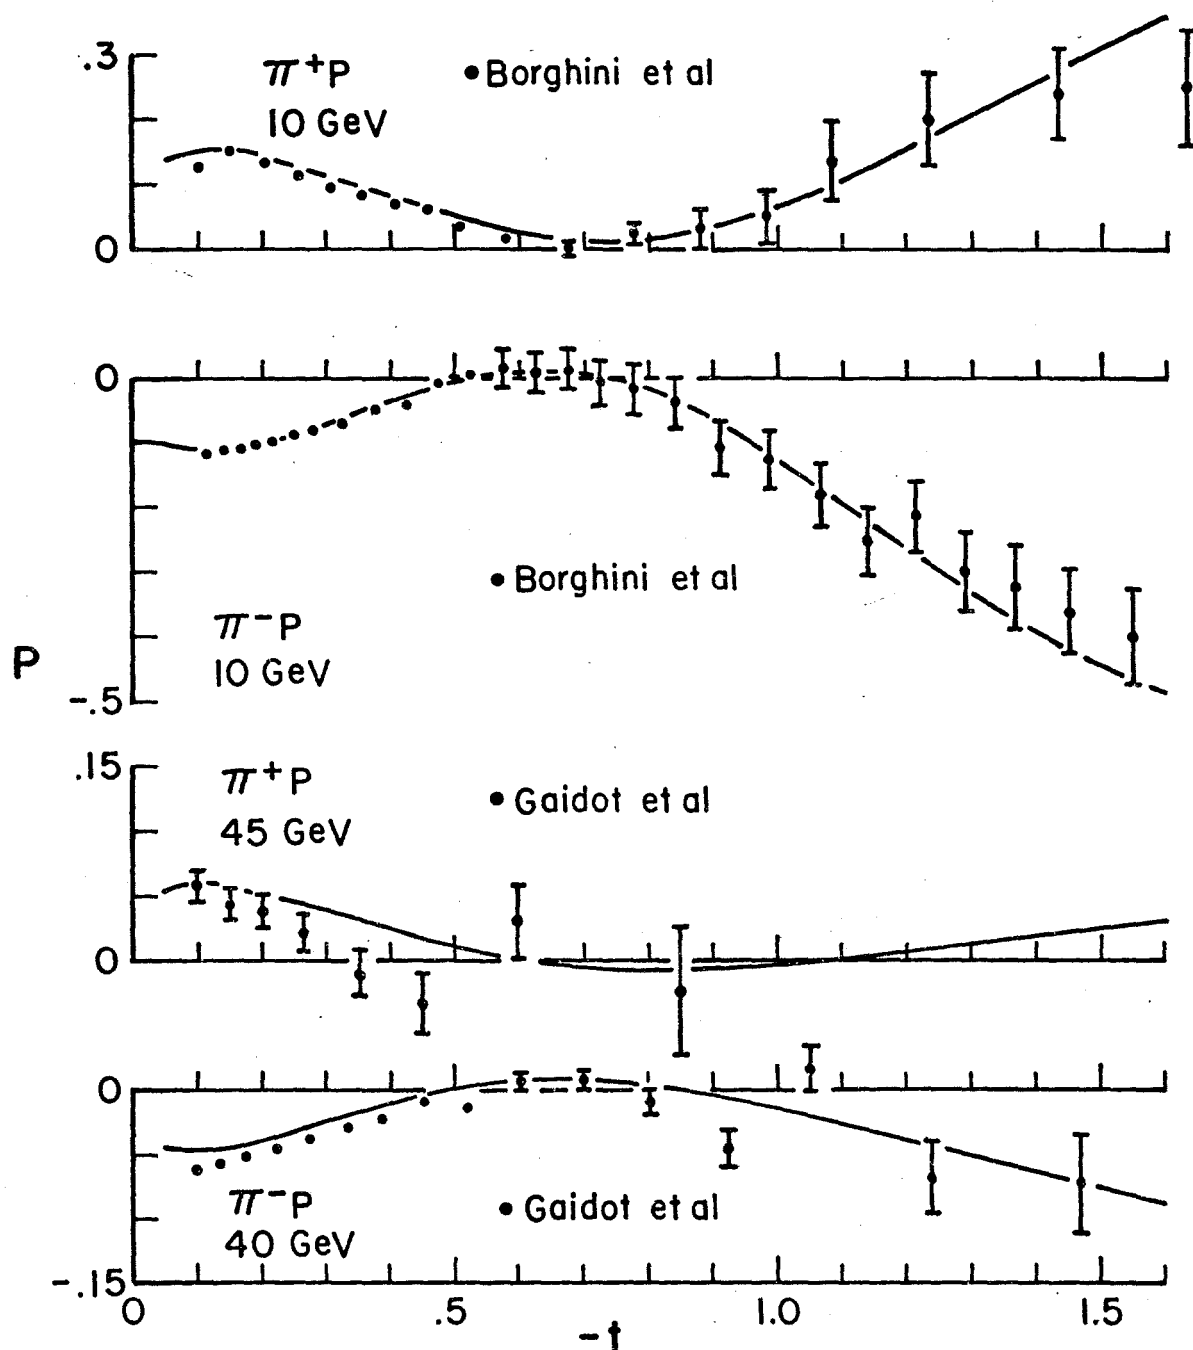 .3
π⁺P
• Borghini et al
10 GeV
0
0
• Borghini et al
π⁻P
10 GeV
P
-.5
.15
π⁺P
• Gaidot et al
45 GeV
0
0
π⁻P
• Gaidot et al
40 GeV
-.15
0 .5 1.0 1.5
-t